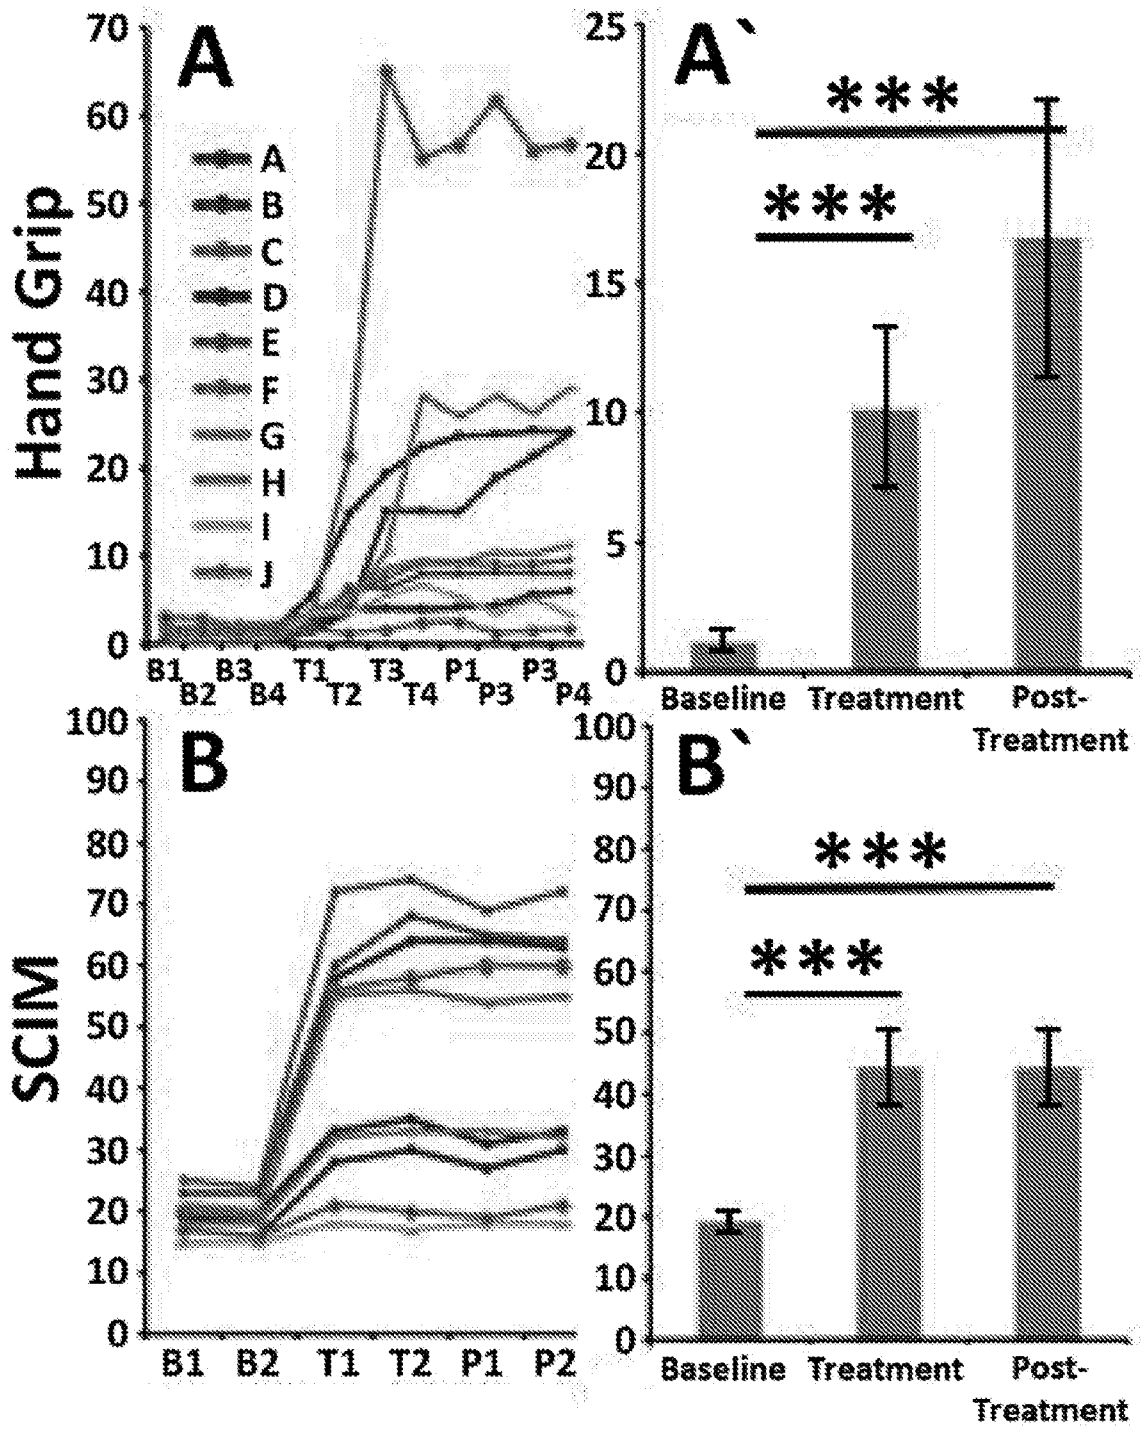 A
Hand Grip
70
60
50
40
30
20
10
0
A
B
C
D
E
F
G
H
I
J
B1 B2 B3 B4 T1 T2 T3 T4 P1 P3 P3 P4
A`
25
20
15
10
5
0
***
***
Baseline Treatment Post-
Treatment
B
SCIM
100
90
80
70
60
50
40
30
20
10
0
B1 B2 T1 T2 P1 P2
B`
100
90
80
70
60
50
40
30
20
10
0
***
***
Baseline Treatment Post-
Treatment